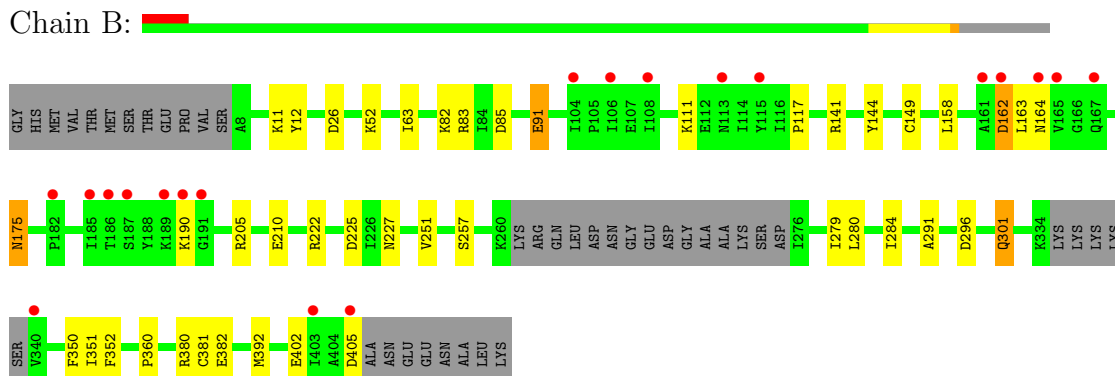 Chain B:
GLY HIS MET VAL THR MET SER THR GLU PRO VAL SER A8 K11 Y12 D26 K52 I63 K82 R83 I84 D85 E91 I104 P105 I106 E107 I108 K111 E112 N113 I114 Y115 I116 P117 R141 Y144 C149 L158 A161 D162 L163 N164 V165 G166 Q167
N175 P182 I185 T186 S187 Y188 K189 K190 G191 R205 E210 R222 D225 I226 N227 V251 S257 K260 LYS ARG GLN LEU ASP ASN GLY GLU ASP GLY ALA ALA LYS SER ASP I276 I279 L280 I284 A291 D296 Q301 K334 LYS LYS LYS LYS
SER V340 F350 I351 F352 P360 R380 C381 E382 M392 E402 I403 A404 D405 ALA ASN GLU GLU ASN ALA LEU LYS